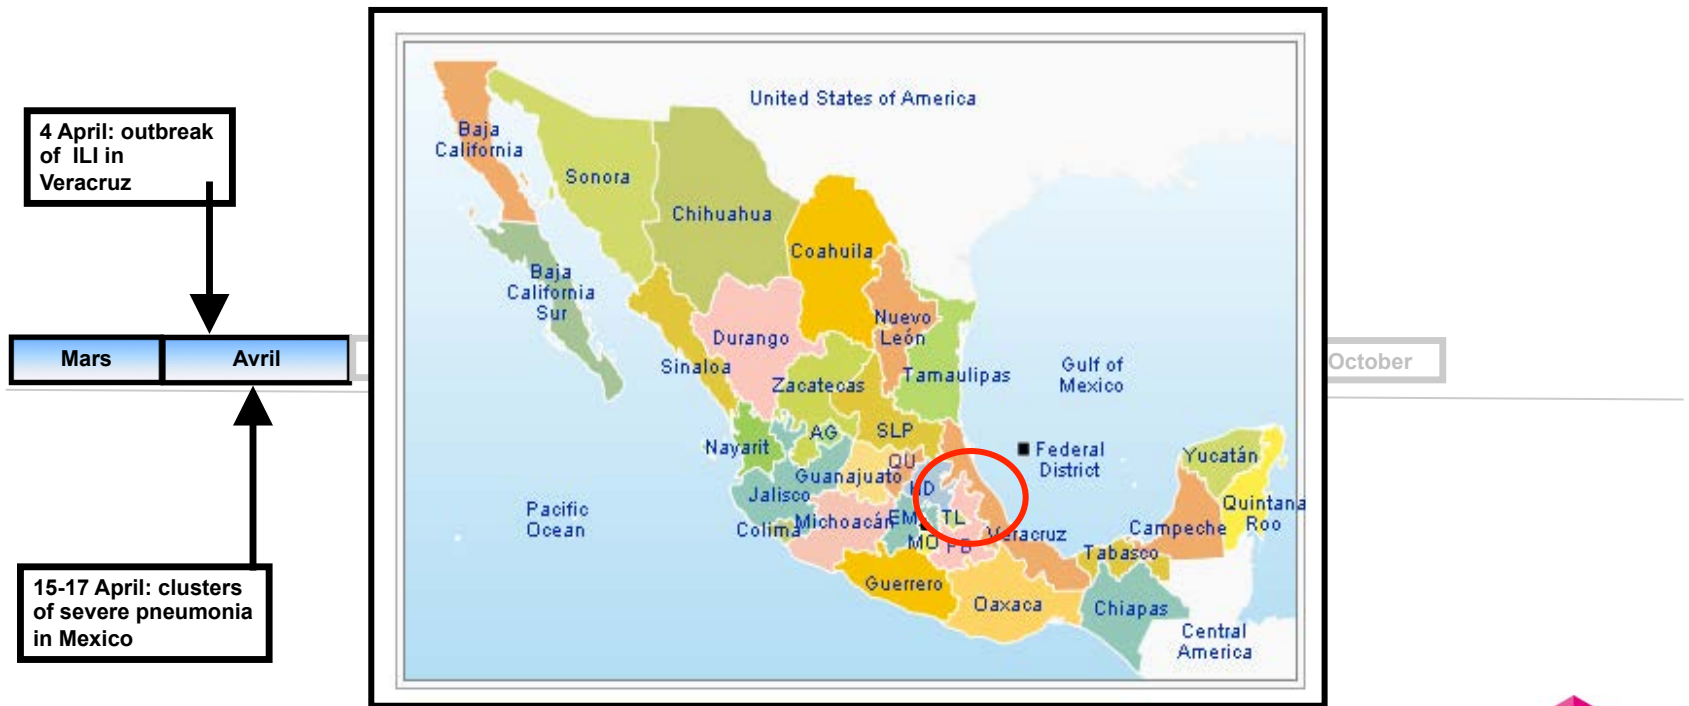 4 April: outbreak
of ILI in
Veracruz
Mars
Avril
October
15-17 April: clusters
of severe pneumonia
in Mexico
United States of America
Baja
California
Sonora
Chihuahua
Coahuila
Baja
California
Sur
Nuevo
León
Durango
Sinaloa
Zacatecas
Tamaulipas
Gulf of
Mexico
Nayarit
AG
SLP
Federal
District
Yucatán
QU
Guanajuato
HD
Jalisco
Quintana
Roo
Pacific
Ocean
Colima
Michoacán
EM
TL
Veracruz
Campeche
MO
PB
Tabasco
Guerrero
Oaxaca
Chiapas
Central
America